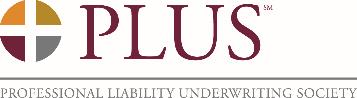 PLUS℠
PROFESSIONAL LIABILITY UNDERWRITING SOCIETY